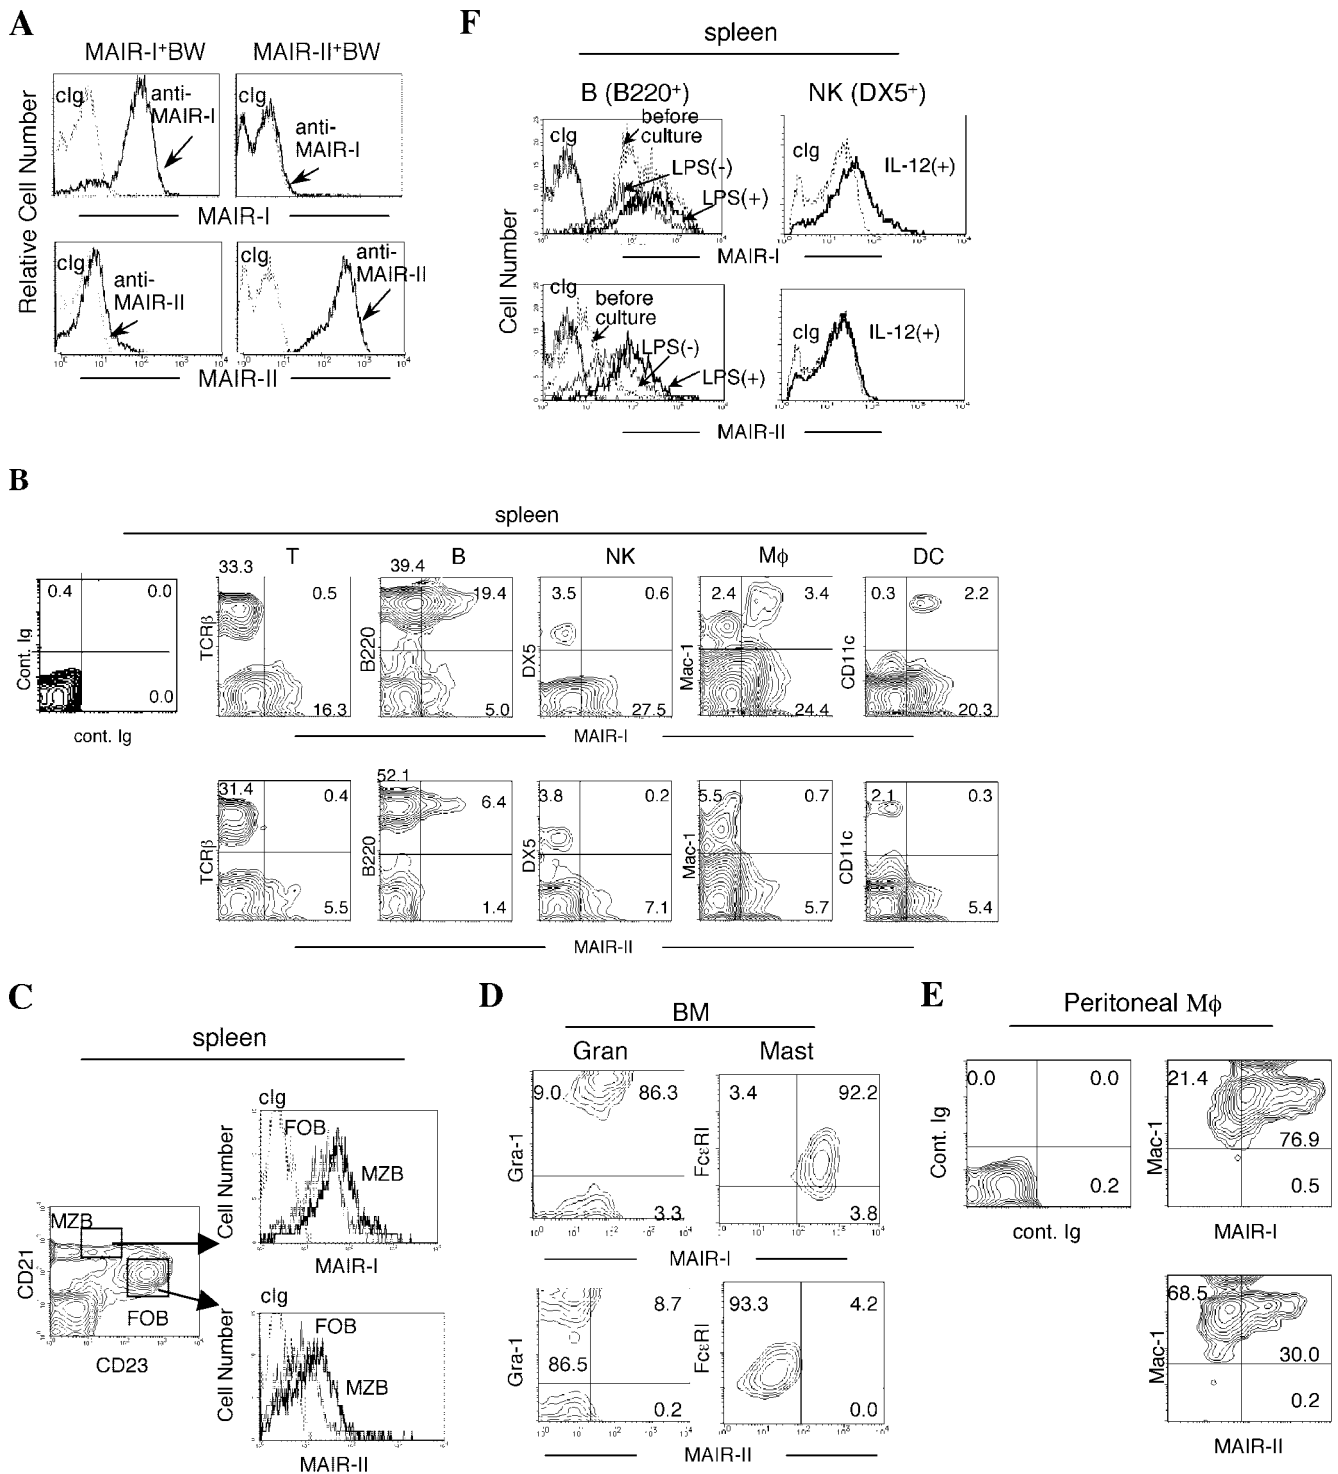 A
MAIR-I+BW
MAIR-II+BW
Relative Cell Number
cIg
anti-
MAIR-I
cIg
anti-
MAIR-I
MAIR-I
cIg
anti-
MAIR-II
cIg
anti-
MAIR-II
10⁰ 10¹ 10² 10³ 10⁴
10⁰ 10¹ 10² 10³ 10⁴
MAIR-II
F
spleen
B (B220+)
NK (DX5+)
Cell Number
cIg
before
culture
LPS(-)
LPS(+)
cIg
IL-12(+)
MAIR-I
cIg
before
culture
LPS(-)
LPS(+)
cIg
IL-12(+)
MAIR-II
B
spleen
T
B
NK
Mϕ
DC
Cont. Ig
0.4
0.0
0.0
cont. Ig
TCRβ
33.3
0.5
16.3
B220
39.4
19.4
5.0
DX5
3.5
0.6
27.5
Mac-1
2.4
3.4
24.4
CD11c
0.3
2.2
20.3
MAIR-I
TCRβ
31.4
0.4
5.5
B220
52.1
6.4
1.4
DX5
3.8
0.2
7.1
Mac-1
5.5
0.7
5.7
CD11c
2.1
0.3
5.4
MAIR-II
C
spleen
CD21
MZB
FOB
CD23
Cell Number
cIg
FOB
MZB
MAIR-I
Cell Number
cIg
FOB
MZB
MAIR-II
D
BM
Gran
Mast
Gra-1
9.0
86.3
3.3
FcεRI
3.4
92.2
3.8
MAIR-I
Gra-1
8.7
86.5
0.2
FcεRI
93.3
4.2
0.0
MAIR-II
E
Peritoneal Mϕ
Cont. Ig
0.0
0.0
0.2
cont. Ig
Mac-1
21.4
76.9
0.5
MAIR-I
Mac-1
68.5
30.0
0.2
MAIR-II